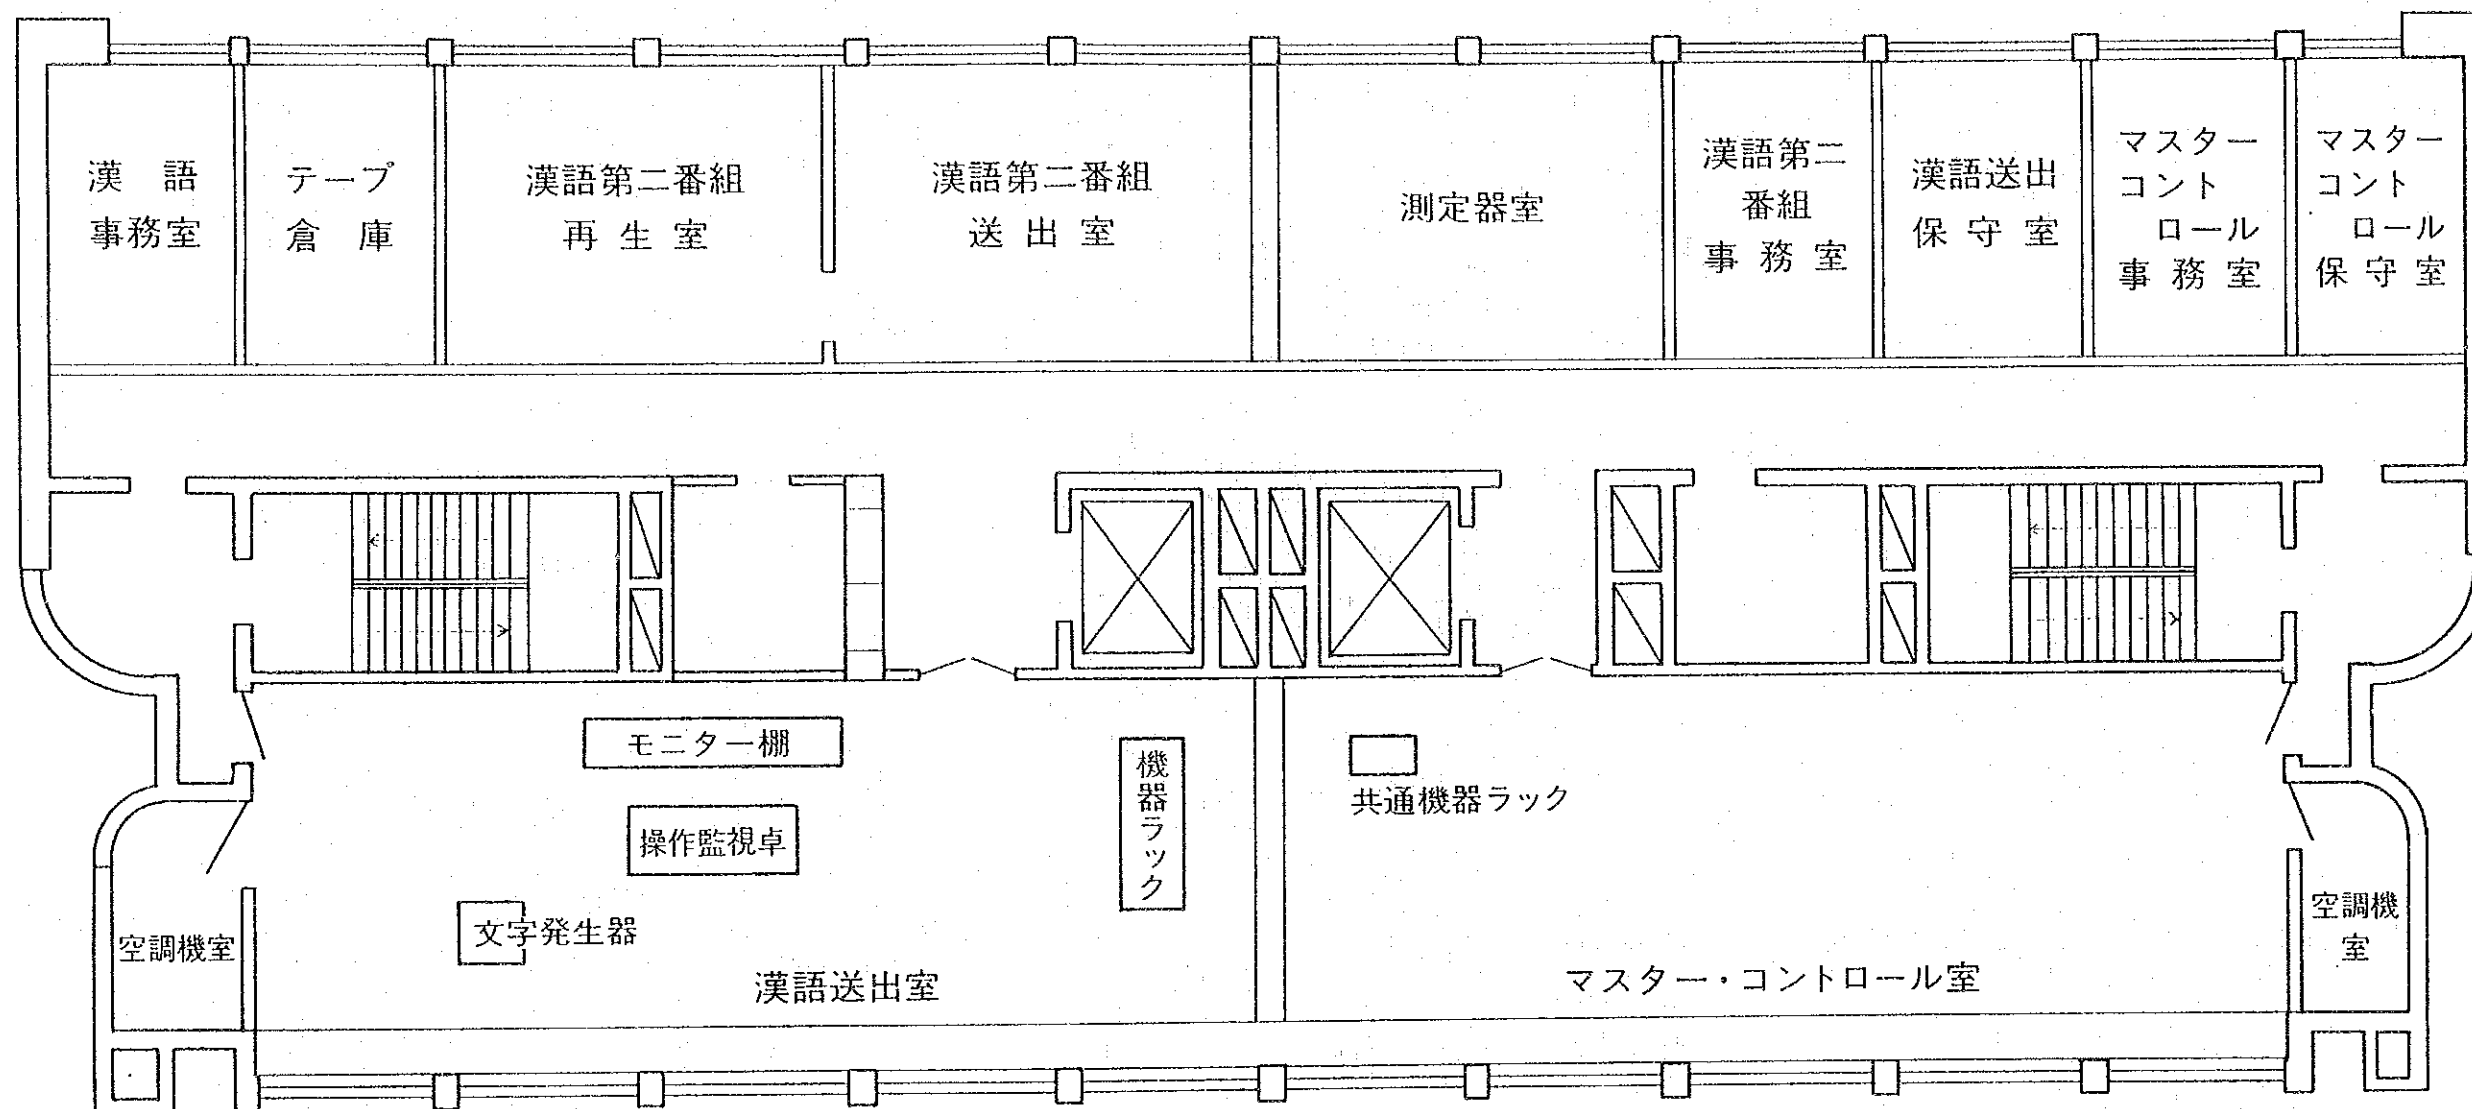 漢語
事務室
テープ
倉庫
漢語第二番組
再生室
漢語第二番組
送出室
測定器室
漢語第二
番組
事務室
漢語送出
保守室
マスター
コント
ロール
事務室
マスター
コント
ロール
保守室
モニター棚
操作監視卓
文字発生器
機器ラック
共通機器ラック
空調機室
漢語送出室
マスター・コントロール室
空調機
室